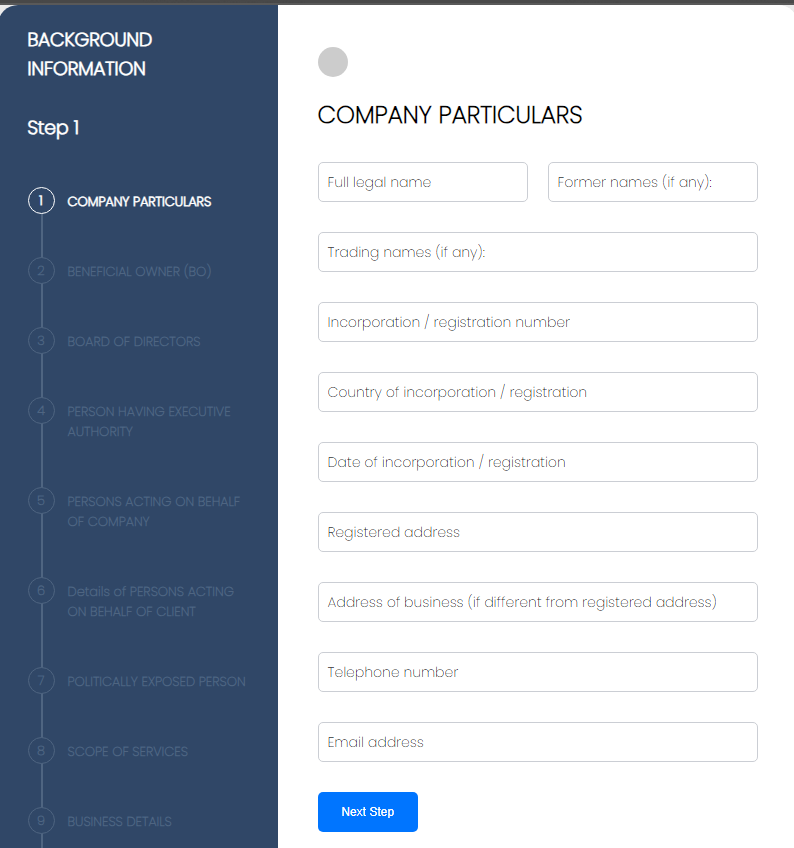 BACKGROUND
INFORMATION
Step 1
1 COMPANY PARTICULARS
2 BENEFICIAL OWNER (BO)
3 BOARD OF DIRECTORS
4 PERSON HAVING EXECUTIVE
AUTHORITY
5 PERSONS ACTING ON BEHALF
OF COMPANY
6 Details of PERSONS ACTING
ON BEHALF OF CLIENT
7 POLITICALLY EXPOSED PERSON
8 SCOPE OF SERVICES
9 BUSINESS DETAILS
COMPANY PARTICULARS
Full legal name
Former names (if any):
Trading names (if any):
Incorporation / registration number
Country of incorporation / registration
Date of incorporation / registration
Registered address
Address of business (if different from registered address)
Telephone number
Email address
Next Step